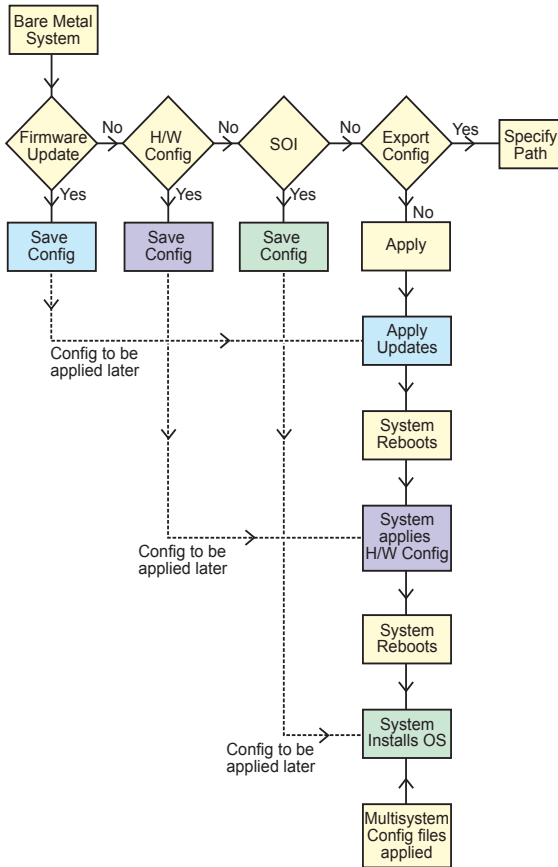 Bare Metal
System
Firmware
Update
No
H/W
Config
No
SOI
No
Export
Config
Yes
Specify
Path
Yes
Yes
Yes
No
Save
Config
Save
Config
Save
Config
Apply
Config to be
applied later
Apply
Updates
System
Reboots
Config to be
applied later
System
applies
H/W Config
System
Reboots
Config to be
applied later
System
Installs OS
Multisystem
Config files
applied